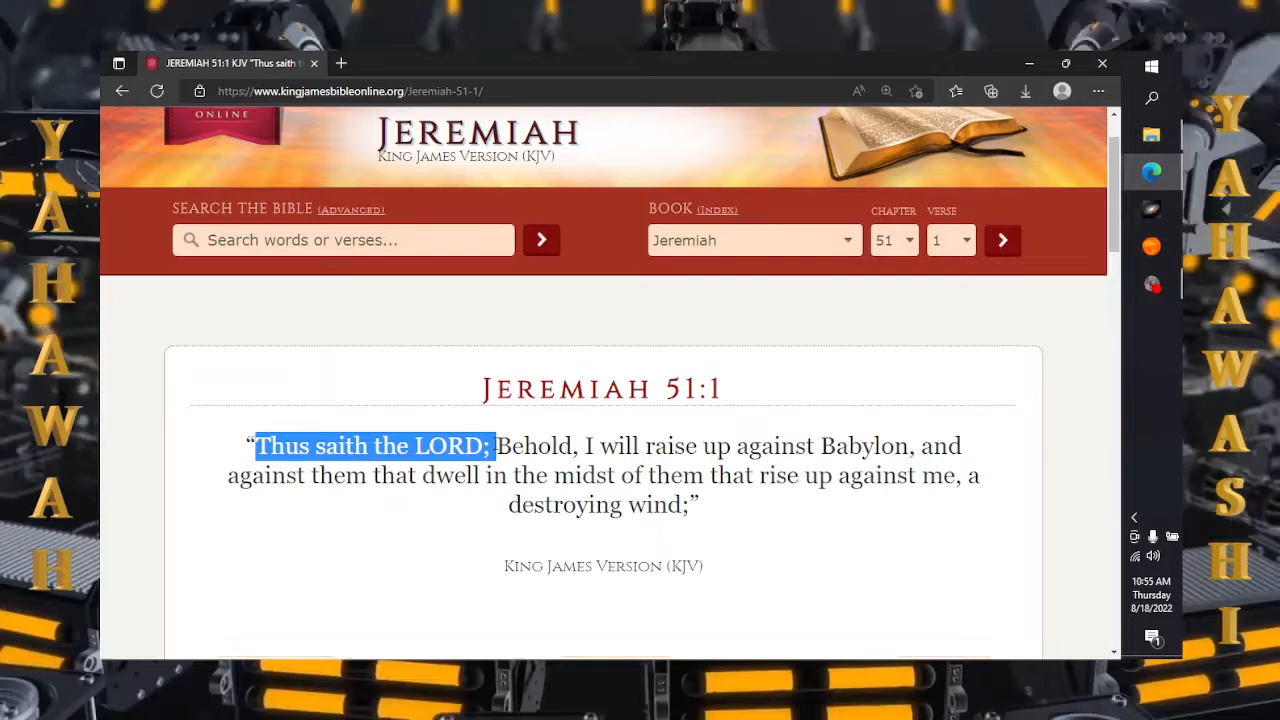 JEREMIAH 51:1 KJV "Thus saith t
https://www.kingjamesbibleonline.org/Jeremiah-51-1/
ONLINE
JEREMIAH
KING JAMES VERSION (KJV)
SEARCH THE BIBLE (ADVANCED)
BOOK (INDEX)
CHAPTER
VERSE
Search words or verses...
Jeremiah
51
1
JEREMIAH 51:1
“Thus saith the LORD; Behold, I will raise up against Babylon, and
against them that dwell in the midst of them that rise up against me, a
destroying wind;”
KING JAMES VERSION (KJV)
10:55 AM
Thursday
8/18/2022
1
YAHAWAH
YAHAWASHI